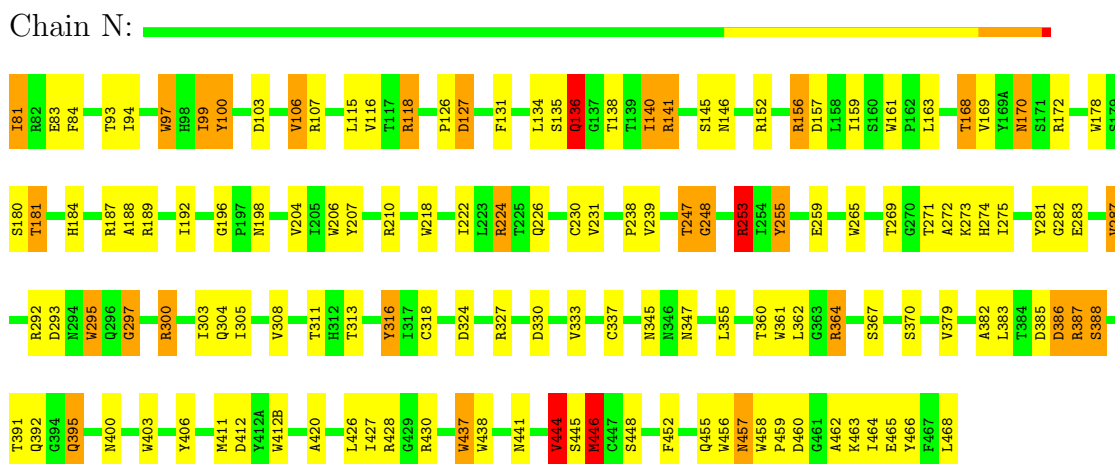 Chain N:
I81 R82 E83 F84 T93 I94 W97 H98 I99 Y100 D103 V106 R107 L115 V116 T117 R118 P126 D127 F131 L134 S135 Q136 G137 T138 T139 I140 R141 S145 N146 R152 R156 D157 L158 I159 S160 W161 P162 L163 T168 V169 Y169A N170 S171 R172 W178 S179
S180 T181 H184 R187 A188 R189 I192 G196 P197 N198 V204 I205 W206 Y207 R210 W218 I222 L223 R224 T225 Q226 C230 V231 P238 V239 T247 G248 R253 I254 Y255 E259 W265 T269 G270 T271 A272 K273 H274 I275 Y281 G282 E283 V287
R292 D293 N294 W295 Q296 G297 R300 I303 Q304 I305 V308 T311 H312 T313 Y316 I317 C318 D324 R327 D330 V333 C337 N345 N346 N347 L355 T360 W361 L362 G363 R364 S367 S370 V379 A382 L383 T384 D385 D386 R387 S388
T391 Q392 G394 Q395 N400 W403 Y406 M411 D412 Y412A W412B A420 L426 I427 R428 G429 R430 W437 W438 N441 V444 S445 M446 C447 S448 F452 Q455 W456 N457 W458 P459 D460 G461 A462 K463 I464 E465 Y466 F467 L468